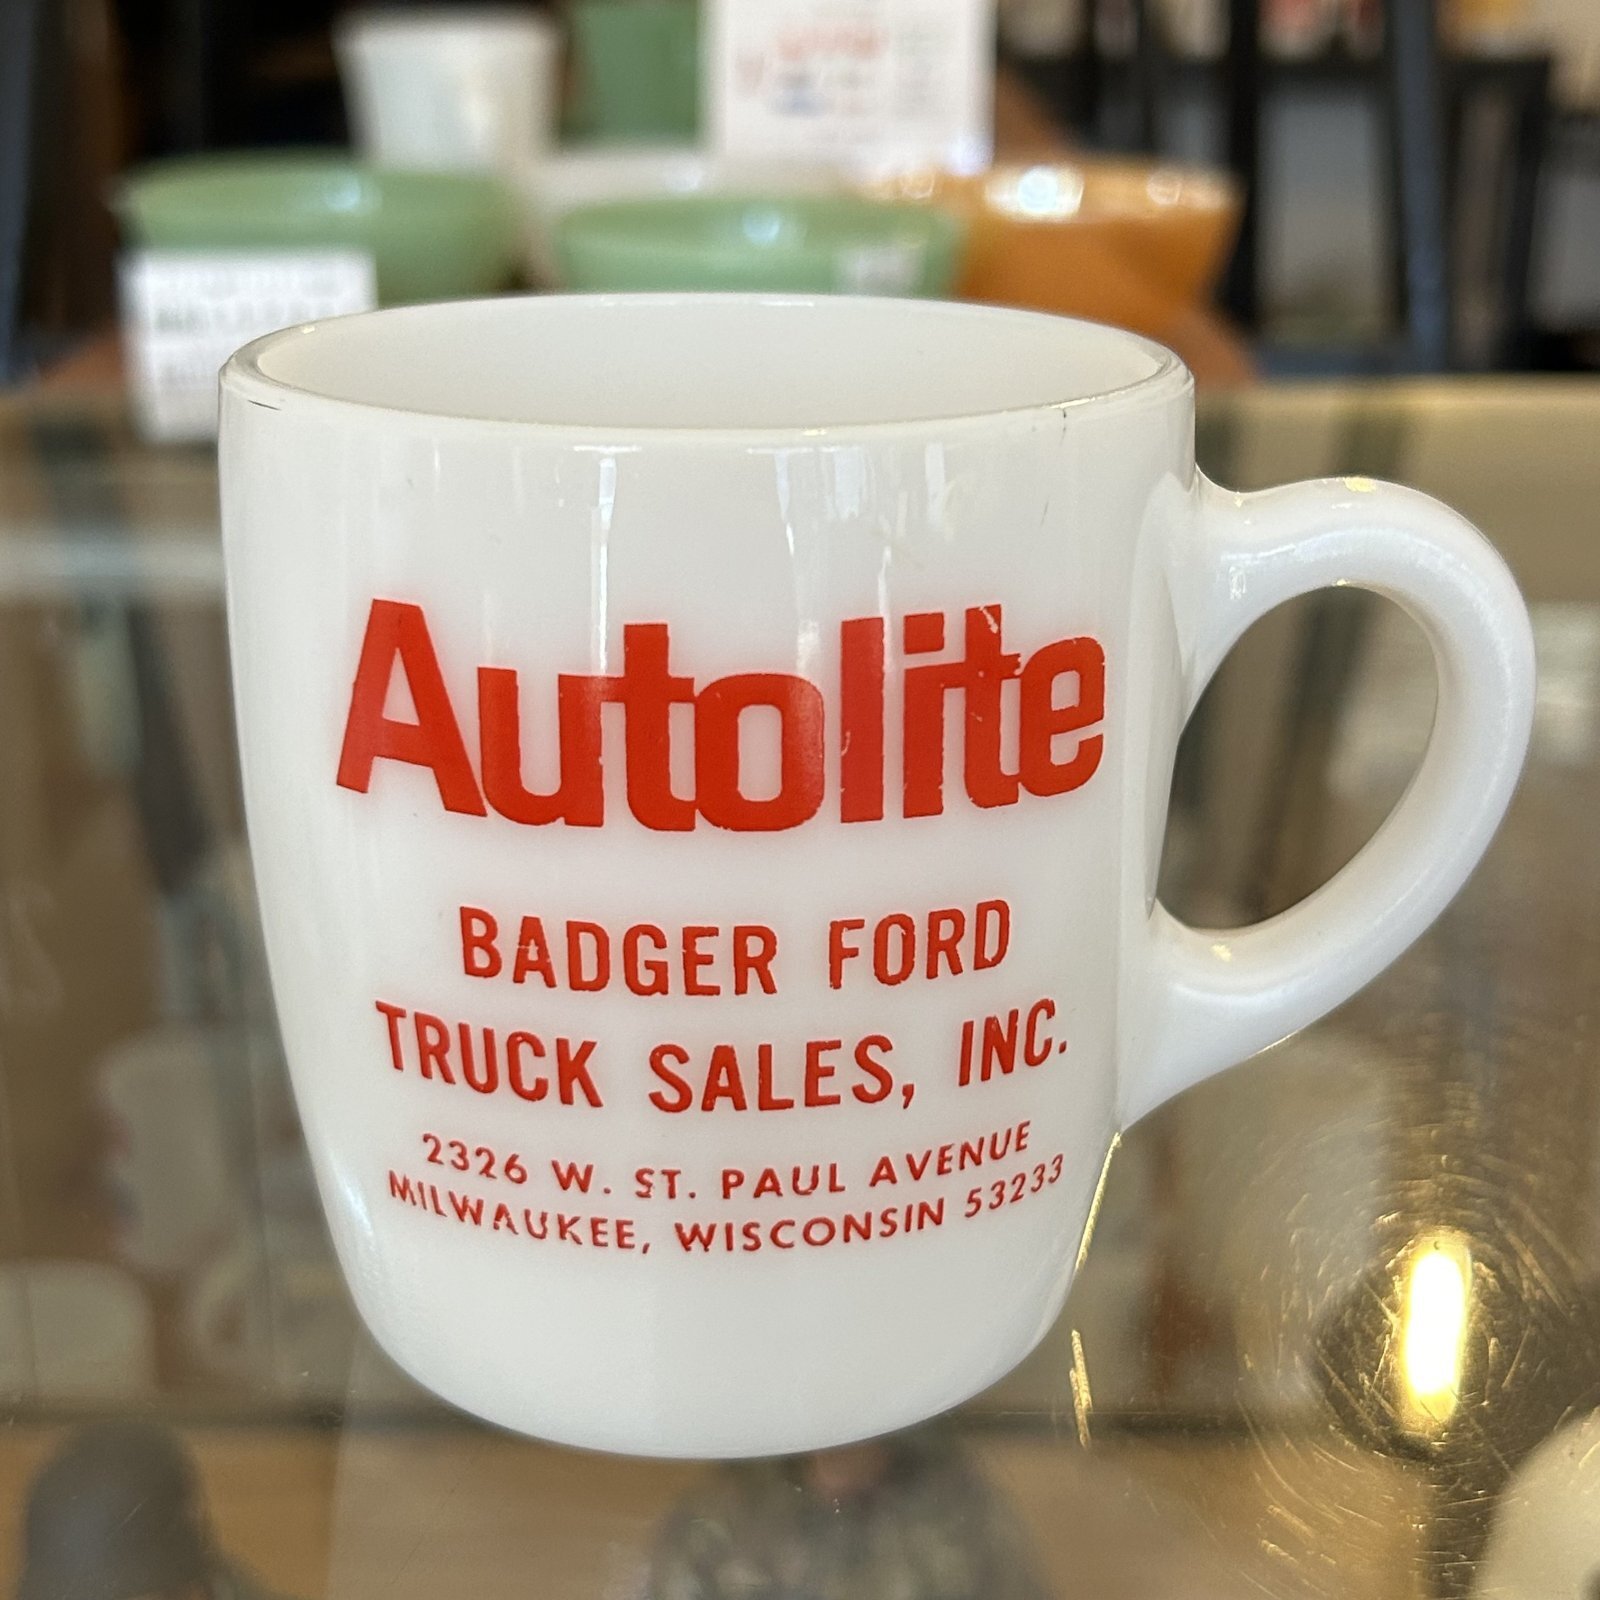 Autolite
BADGER FORD
TRUCK SALES, INC.
2326 W. ST. PAUL AVENUE
MILWAUKEE, WISCONSIN 53233